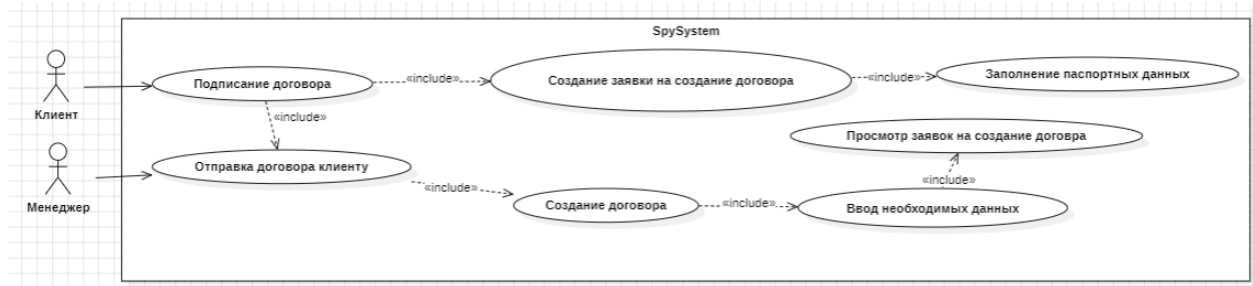 SpySystem
Клиент
Подписание договора
«include»
Создание заявки на создание договора
«include»
Заполнение паспортных данных
«include»
Просмотр заявок на создание договра
Менеджер
Отправка договора клиенту
«include»
«include»
Создание договора
«include»
Ввод необходимых данных